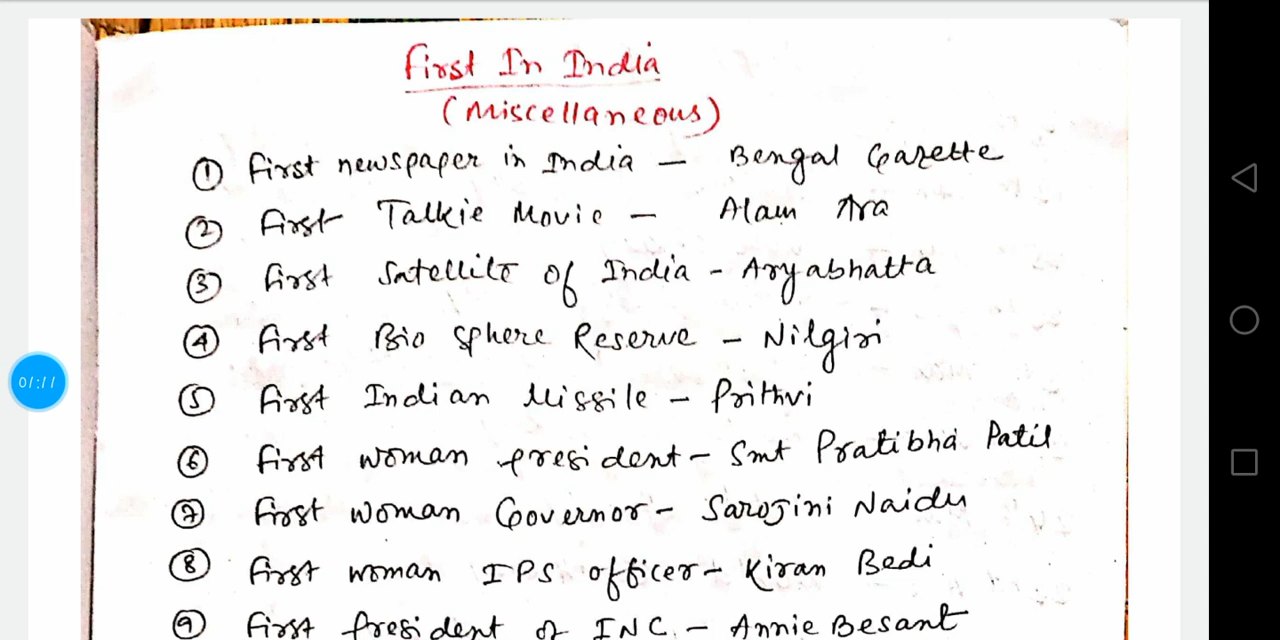 First In India
(Miscellaneous)
① First newspaper in India – Bengal Gazette
② First Talkie Movie – Alam Ara
③ First Satellite of India – Aryabhatta
④ First Bio sphere Reserve – Nilgiri
⑤ First Indian Missile – Prithvi
⑥ First woman president – Smt Pratibha Patil
⑦ First woman Governor – Sarojini Naidu
⑧ First woman IPS officer – Kiran Bedi
⑨ First President of INC. – Annie Besant
01:11